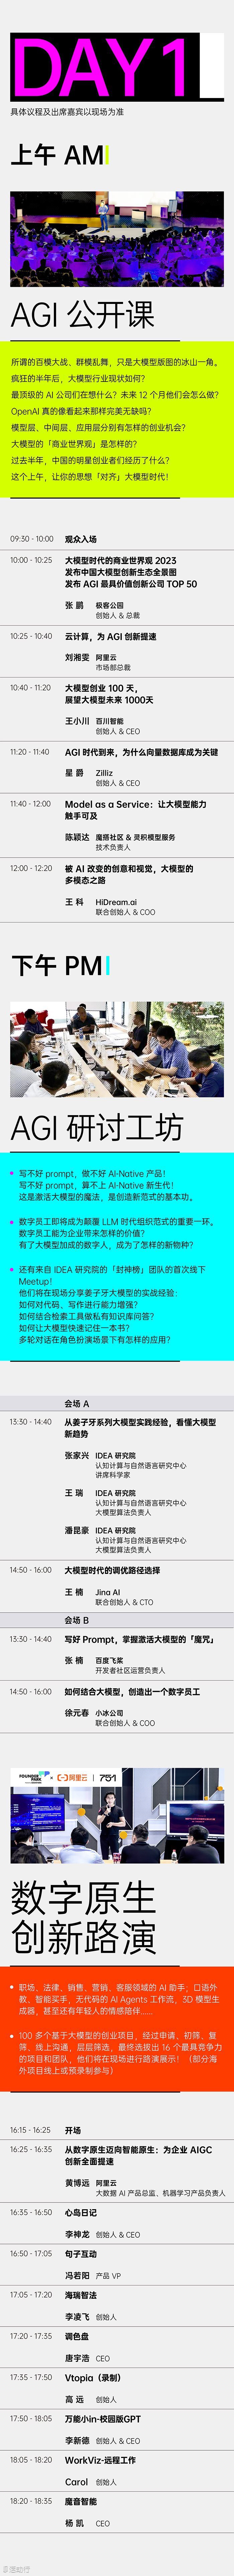 DAY1
具体议程及出席嘉宾以现场为准
上午 AM
AGI 公开课
所谓的百模大战、群模乱舞，只是大模型版图的冰山一角。
疯狂的半年后，大模型行业现状如何？
最顶级的 AI 公司们在想什么？未来 12 个月他们会怎么做？
OpenAI 真的像看起来那样完美无缺吗？
模型层、中间层、应用层分别有怎样的创业机会？
大模型的「商业世界观」是怎样的？
过去半年，中国的明星创业者们经历了什么？
这个上午，让你的思想「对齐」大模型时代！
09:30 - 10:00 观众入场
10:00 - 10:25 大模型时代的商业世界观 2023
发布中国大模型创新生态全景图
发布 AGI 最具价值创新公司 TOP 50
张 鹏 极客公园
创始人 & 总裁
10:25 - 10:40 云计算，为 AGI 创新提速
刘湘雯 阿里云
市场部总裁
10:40 - 11:20 大模型创业 100 天，
展望大模型未来 1000天
王小川 百川智能
创始人 & CEO
11:20 - 11:40 AGI 时代到来，为什么向量数据库成为关键
星 爵 Zilliz
创始人 & CEO
11:40 - 12:00 Model as a Service：让大模型能力
触手可及
陈颖达 魔搭社区 & 灵积模型服务
技术负责人
12:00 - 12:20 被 AI 改变的创意和视觉，大模型的
多模态之路
王 科 HiDream.ai
联合创始人 & COO
下午 PM
AGI 研讨工坊
写不好 prompt，做不好 AI-Native 产品！
写不好 prompt，算不上 AI-Native 新生代！
这是激活大模型的魔法，是创造新范式的基本功。
数字员工即将成为颠覆 LLM 时代组织范式的重要一环。
数字员工能为企业带来怎样的价值？
有了大模型加成的数字人，成为了怎样的新物种？
还有来自 IDEA 研究院的「封神榜」团队的首次线下
Meetup！
他们将在现场分享姜子牙大模型的实战经验：
如何对代码、写作进行能力增强？
如何结合检索工具做私有知识库问答？
如何让大模型快速记住一本书？
多轮对话在角色扮演场景下有怎样的应用？
会场 A
13:30 - 14:40 从姜子牙系列大模型实践经验，看懂大模型
新趋势
张家兴 IDEA 研究院
认知计算与自然语言研究中心
讲席科学家
王 瑞 IDEA 研究院
认知计算与自然语言研究中心
大模型算法负责人
潘昆豪 IDEA 研究院
认知计算与自然语言研究中心
大模型算法负责人
14:50 - 16:00 大模型时代的调优路径选择
王 楠 Jina AI
联合创始人 & CTO
会场 B
13:30 - 14:40 写好 Prompt，掌握激活大模型的「魔咒」
张 楠 百度飞桨
开发者社区运营负责人
14:50 - 16:00 如何结合大模型，创造出一个数字员工
徐元春 小冰公司
联合创始人 & COO
FOUNDER PARK 阿里云 751
数字原生
创新路演
职场、法律、销售、营销、客服领域的 AI 助手；口语外
教、智能买手、无代码的 AI Agents 工作流，3D 模型生
成器，甚至还有年轻人的情感陪伴……
100 多个基于大模型的创业项目，经过申请、初筛、复
筛、线上沟通，层层筛选，最终选拔出 16 个最具竞争力
的项目和团队，他们将在现场进行路演展示！（部分海
外项目线上或预录制参与）
16:15 - 16:25 开场
16:25 - 16:35 从数字原生迈向智能原生：为企业 AIGC
创新全面提速
黄博远 阿里云
大数据 AI 产品总监、机器学习产品负责人
16:35 - 16:50 心岛日记
李神龙 创始人 & CEO
16:50 - 17:05 句子互动
冯若阳 产品 VP
17:05 - 17:20 海瑞智法
李凌飞 创始人
17:20 - 17:35 调色盘
唐宇浩 CEO
17:35 - 17:50 Vtopia（录制）
高 远 创始人
17:50 - 18:05 万能小in-校园版GPT
李新德 创始人 & CEO
18:05 - 18:20 WorkViz-远程工作
Carol 创始人
18:20 - 18:35 魔音智能
杨 凯 CEO
活动行